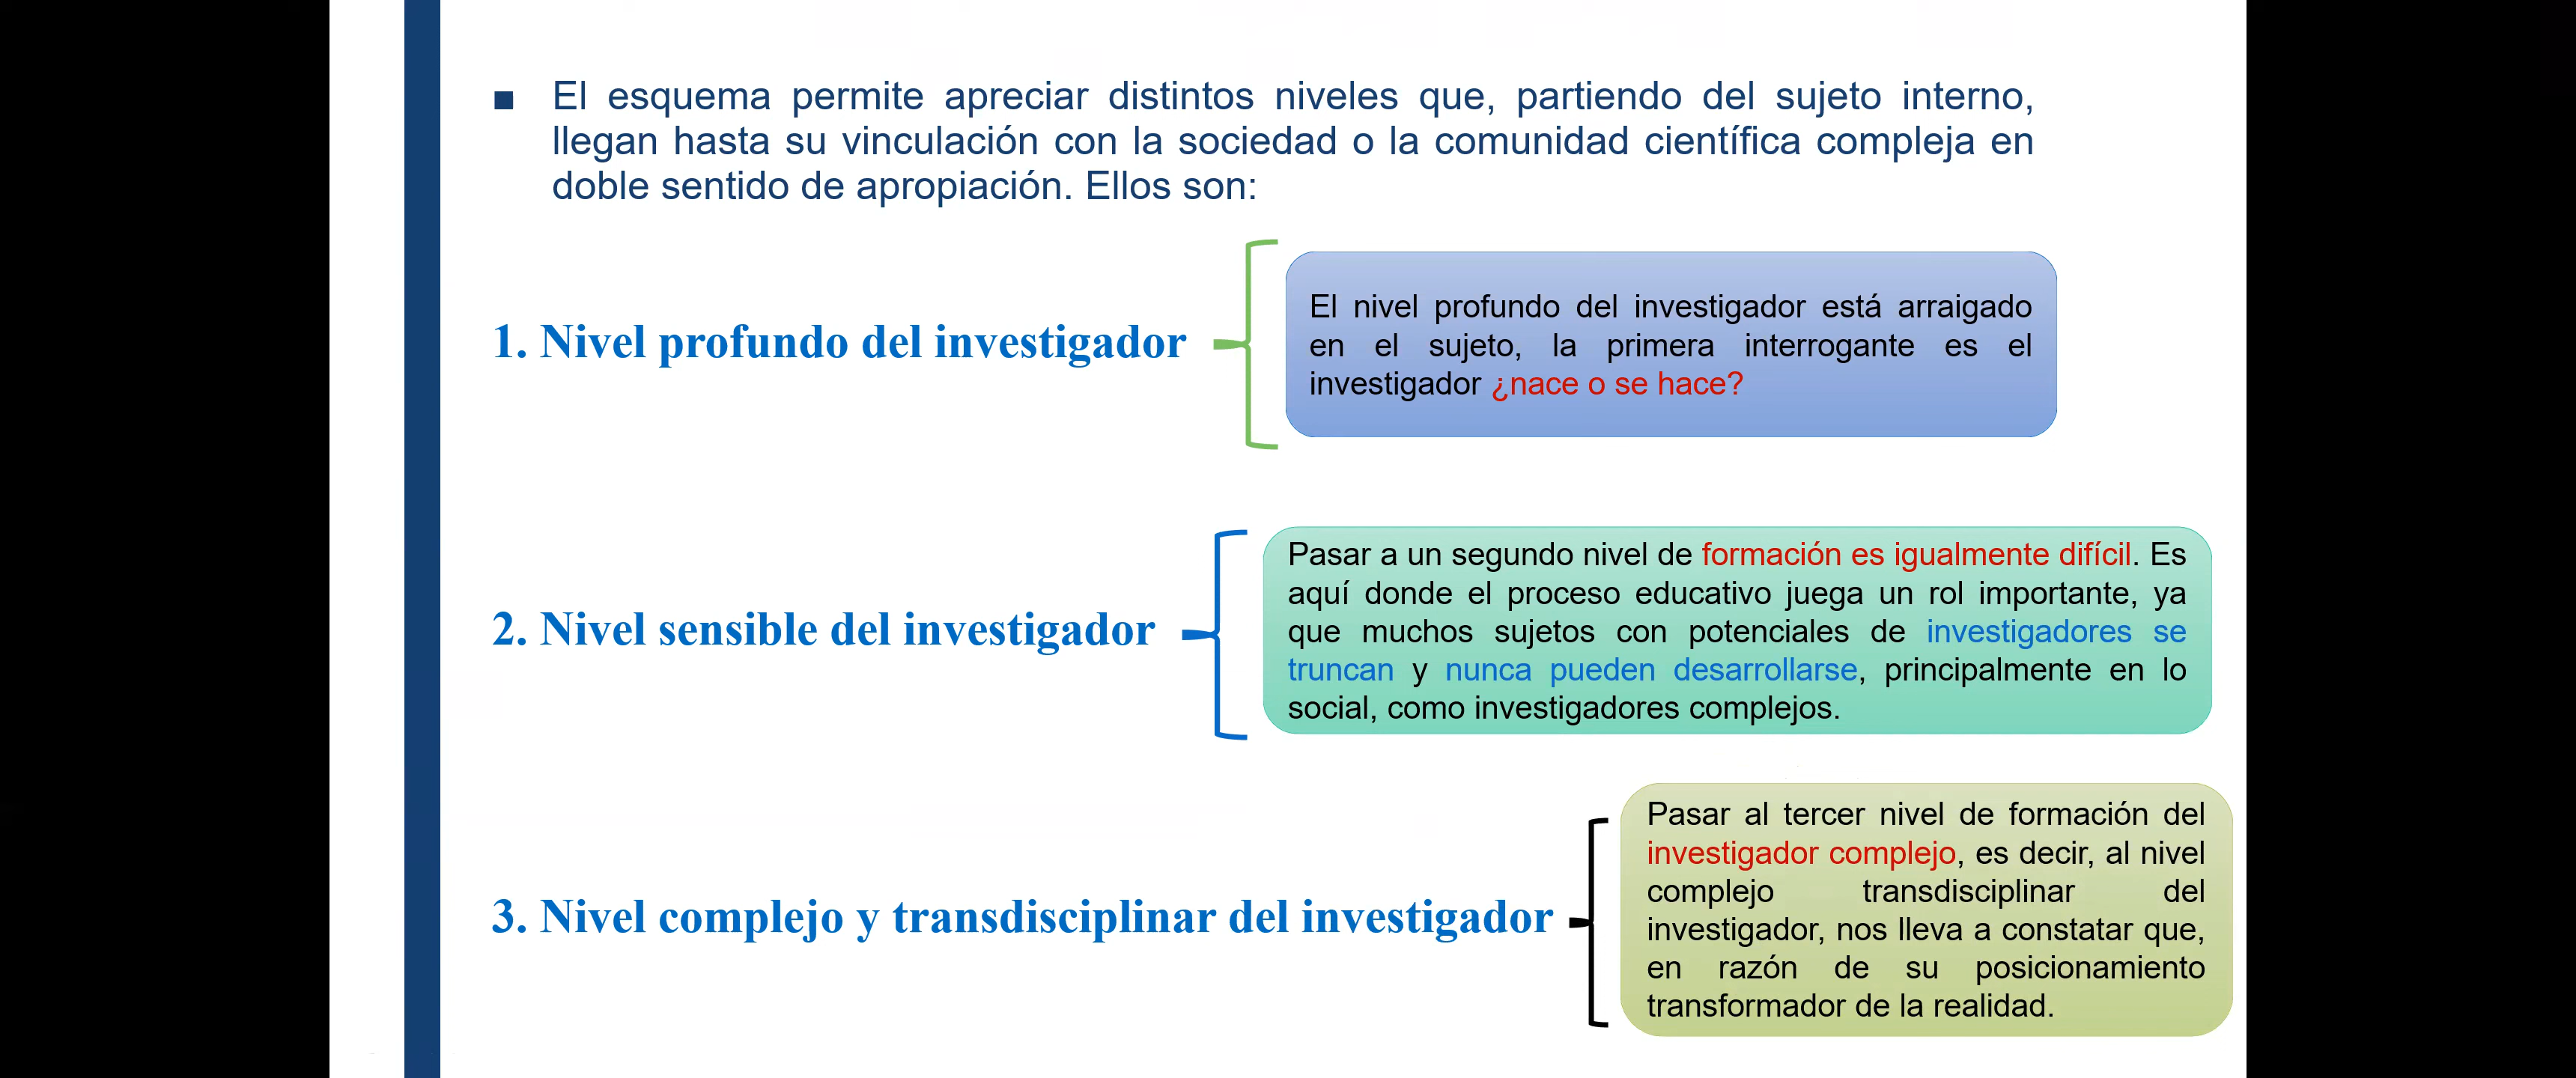 ▪ El esquema permite apreciar distintos niveles que, partiendo del sujeto interno,
llegan hasta su vinculación con la sociedad o la comunidad científica compleja en
doble sentido de apropiación. Ellos son:
1. Nivel profundo del investigador
El nivel profundo del investigador está arraigado
en el sujeto, la primera interrogante es el
investigador ¿nace o se hace?
2. Nivel sensible del investigador
Pasar a un segundo nivel de formación es igualmente difícil. Es
aquí donde el proceso educativo juega un rol importante, ya
que muchos sujetos con potenciales de investigadores se
truncan y nunca pueden desarrollarse, principalmente en lo
social, como investigadores complejos.
3. Nivel complejo y transdisciplinar del investigador
Pasar al tercer nivel de formación del
investigador complejo, es decir, al nivel
complejo transdisciplinar del
investigador, nos lleva a constatar que,
en razón de su posicionamiento
transformador de la realidad.